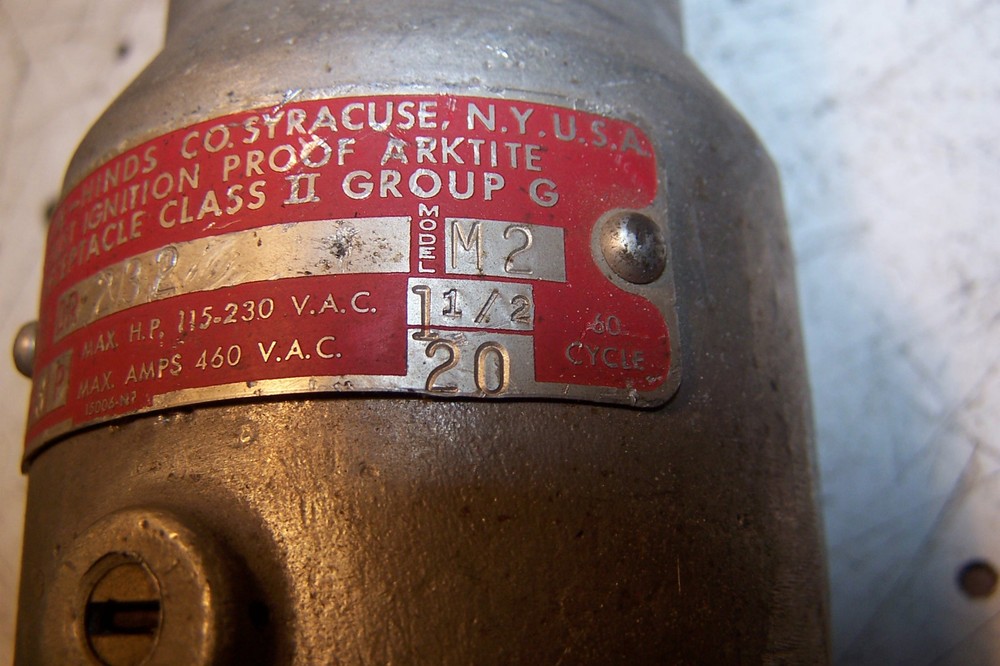 -HINDS CO. SYRACUSE, N.Y. U.S.A.
IGNITION PROOF ARKTITE
CLASS II GROUP G
MODEL M2
MAX. H.P. 115-230 V.A.C. 1 1/2
MAX. AMPS 460 V.A.C. 20
60 CYCLE